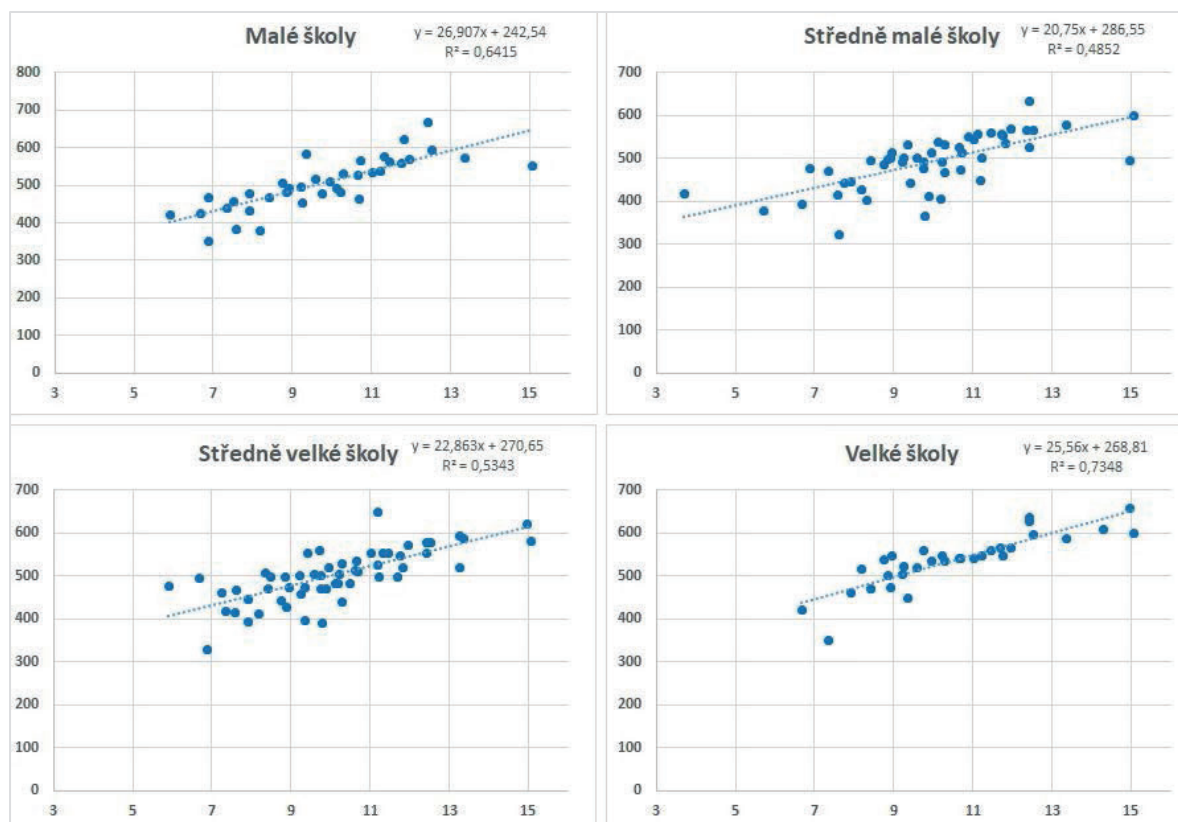 Malé školy
y = 26,907x + 242,54
R² = 0,6415
800
700
600
500
400
300
200
100
0
3 5 7 9 11 13 15
Středně malé školy
y = 20,75x + 286,55
R² = 0,4852
700
600
500
400
300
200
100
0
3 5 7 9 11 13 15
Středně velké školy
y = 22,863x + 270,65
R² = 0,5343
700
600
500
400
300
200
100
0
3 5 7 9 11 13 15
Velké školy
y = 25,56x + 268,81
R² = 0,7348
700
600
500
400
300
200
100
0
3 5 7 9 11 13 15